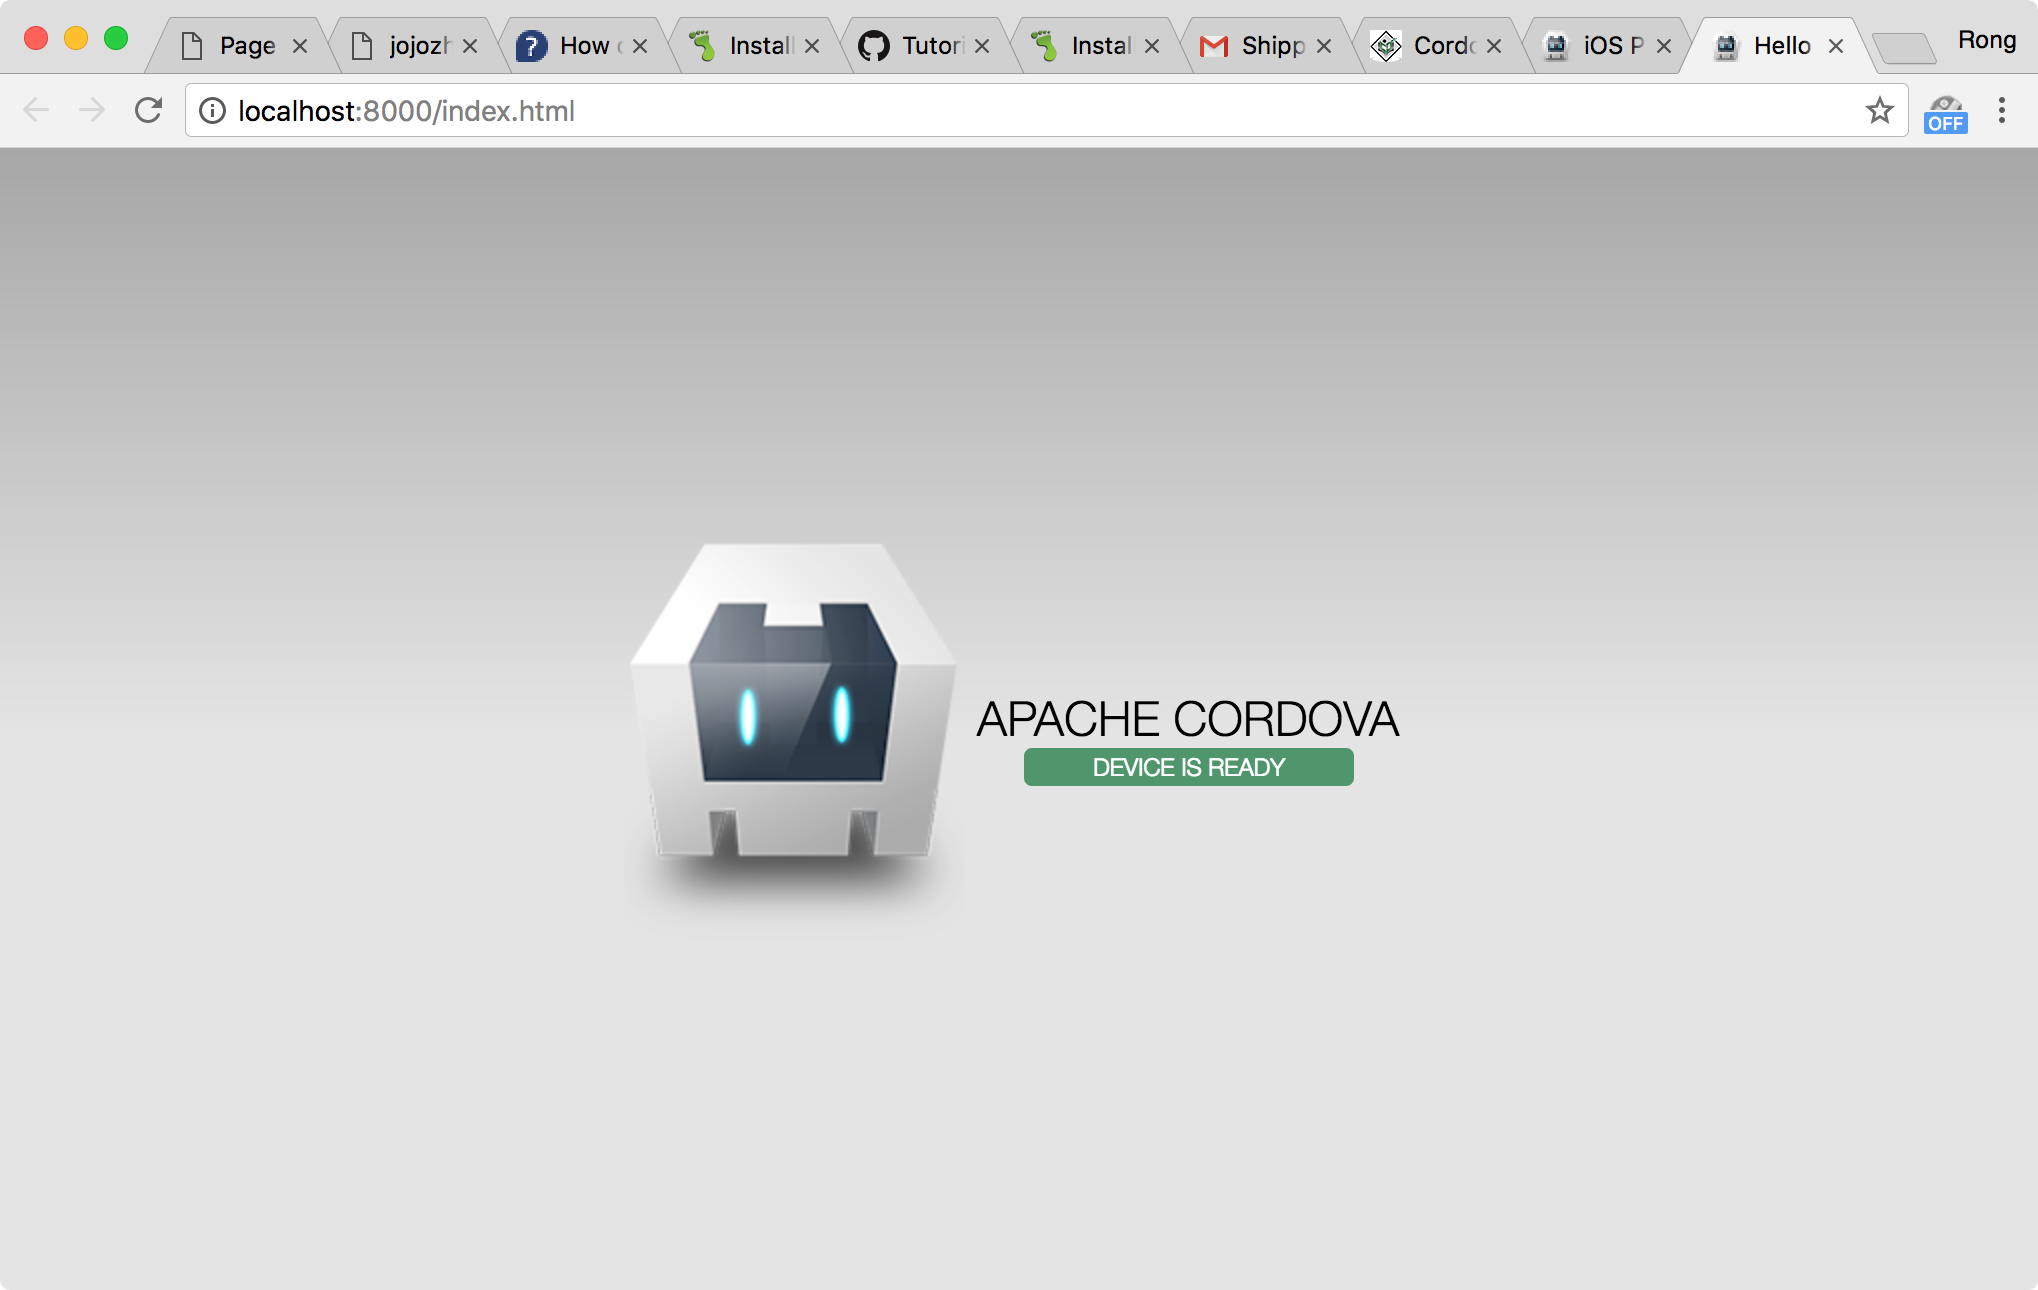 Page
jojozh
? How
Install
Tutori
Instal
Shipp
Cordo
iOS P
Hello
Rong
localhost:8000/index.html
OFF
APACHE CORDOVA
DEVICE IS READY